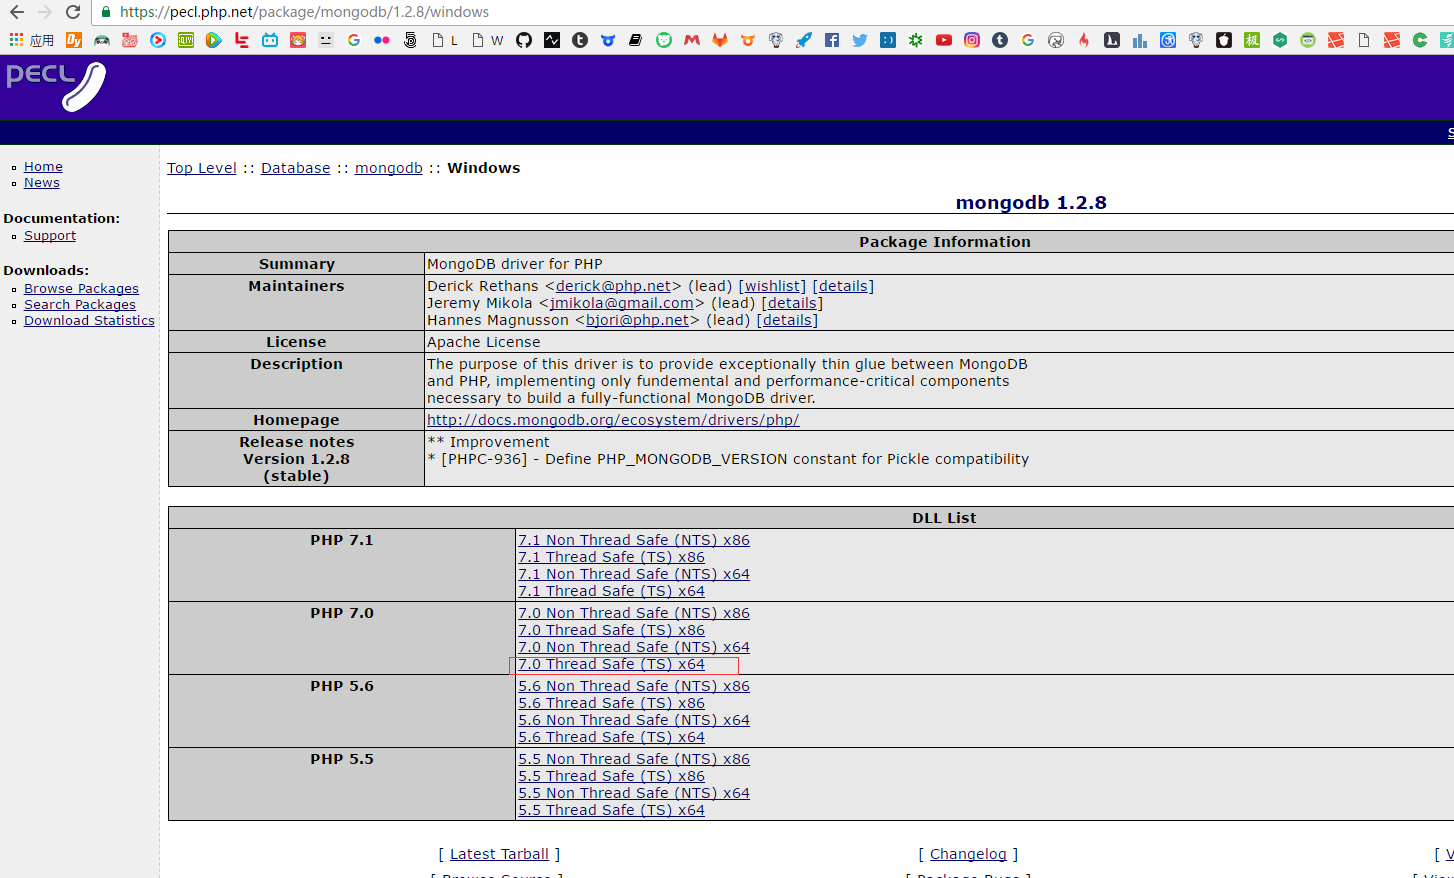 https://pecl.php.net/package/mongodb/1.2.8/windows
应用
L
W
PECL
S
Home
News
Documentation:
Support
Downloads:
Browse Packages
Search Packages
Download Statistics
Top Level :: Database :: mongodb :: Windows
mongodb 1.2.8
Package Information
Summary
MongoDB driver for PHP
Maintainers
Derick Rethans <derick@php.net> (lead) [wishlist] [details]
Jeremy Mikola <jmikola@gmail.com> (lead) [details]
Hannes Magnusson <bjori@php.net> (lead) [details]
License
Apache License
Description
The purpose of this driver is to provide exceptionally thin glue between MongoDB
and PHP, implementing only fundemental and performance-critical components
necessary to build a fully-functional MongoDB driver.
Homepage
http://docs.mongodb.org/ecosystem/drivers/php/
Release notes
Version 1.2.8
(stable)
** Improvement
* [PHPC-936] - Define PHP_MONGODB_VERSION constant for Pickle compatibility
DLL List
PHP 7.1
7.1 Non Thread Safe (NTS) x86
7.1 Thread Safe (TS) x86
7.1 Non Thread Safe (NTS) x64
7.1 Thread Safe (TS) x64
PHP 7.0
7.0 Non Thread Safe (NTS) x86
7.0 Thread Safe (TS) x86
7.0 Non Thread Safe (NTS) x64
7.0 Thread Safe (TS) x64
PHP 5.6
5.6 Non Thread Safe (NTS) x86
5.6 Thread Safe (TS) x86
5.6 Non Thread Safe (NTS) x64
5.6 Thread Safe (TS) x64
PHP 5.5
5.5 Non Thread Safe (NTS) x86
5.5 Thread Safe (TS) x86
5.5 Non Thread Safe (NTS) x64
5.5 Thread Safe (TS) x64
[ Latest Tarball ]
[ Changelog ]
[ V
[ Browse Source ]
[ Package Bugs ]
[ View